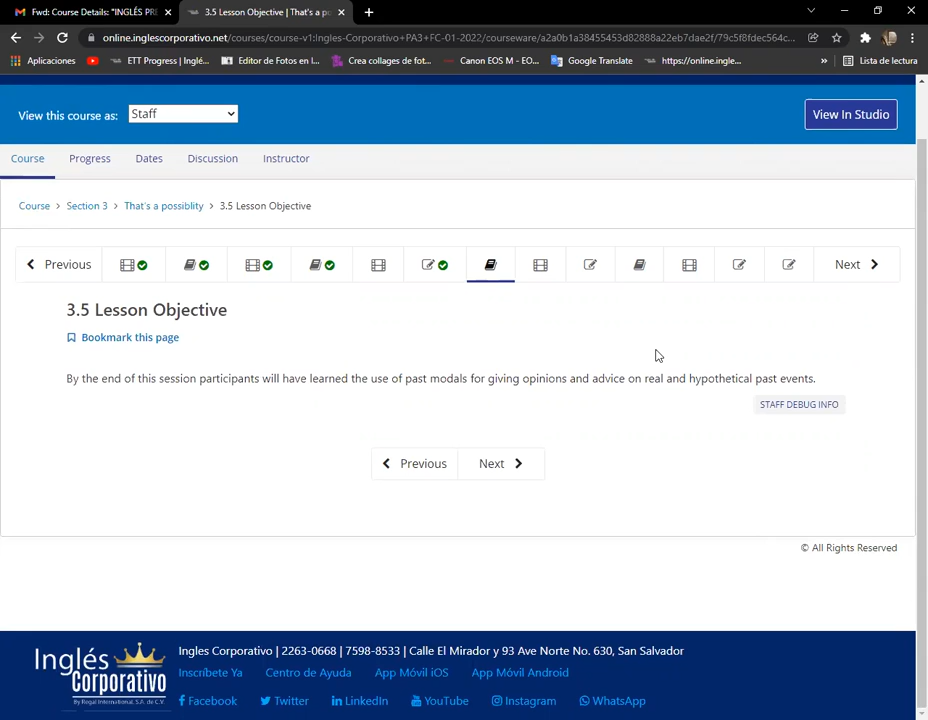 Fwd: Course Details: "INGLÉS PRE
3.5 Lesson Objective | That's a po
online.inglescorporativo.net/courses/course-v1:Ingles-Corporativo+PA3+FC-01-2022/courseware/a2a0b1a38455453d82888a22eb7dae2f/79c5f8fdec564c...
Aplicaciones
ETT Progress | Inglé...
Editor de Fotos en l...
Crea collages de fot...
Canon EOS M - EO...
Google Translate
https://online.ingle...
»
Lista de lectura
View this course as:
Staff
View In Studio
Course
Progress
Dates
Discussion
Instructor
Course > Section 3 > That's a possiblity > 3.5 Lesson Objective
Previous
Next
3.5 Lesson Objective
Bookmark this page
By the end of this session participants will have learned the use of past modals for giving opinions and advice on real and hypothetical past events.
STAFF DEBUG INFO
Previous
Next
© All Rights Reserved
Inglés
Corporativo
By Regal International, S.A. de C.V.
Ingles Corporativo | 2263-0668 | 7598-8533 | Calle El Mirador y 93 Ave Norte No. 630, San Salvador
Inscríbete Ya
Centro de Ayuda
App Móvil iOS
App Móvil Android
Facebook
Twitter
LinkedIn
YouTube
Instagram
WhatsApp